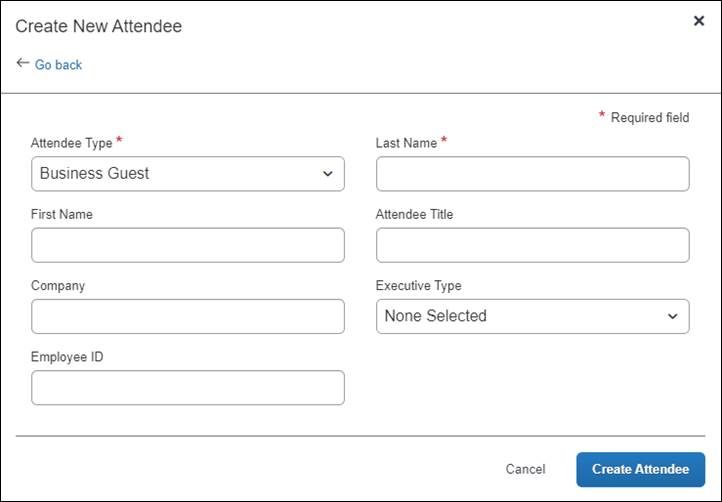 Create New Attendee
← Go back
* Required field
Attendee Type *
Last Name *
Business Guest
First Name
Attendee Title
Company
Executive Type
None Selected
Employee ID
Cancel
Create Attendee